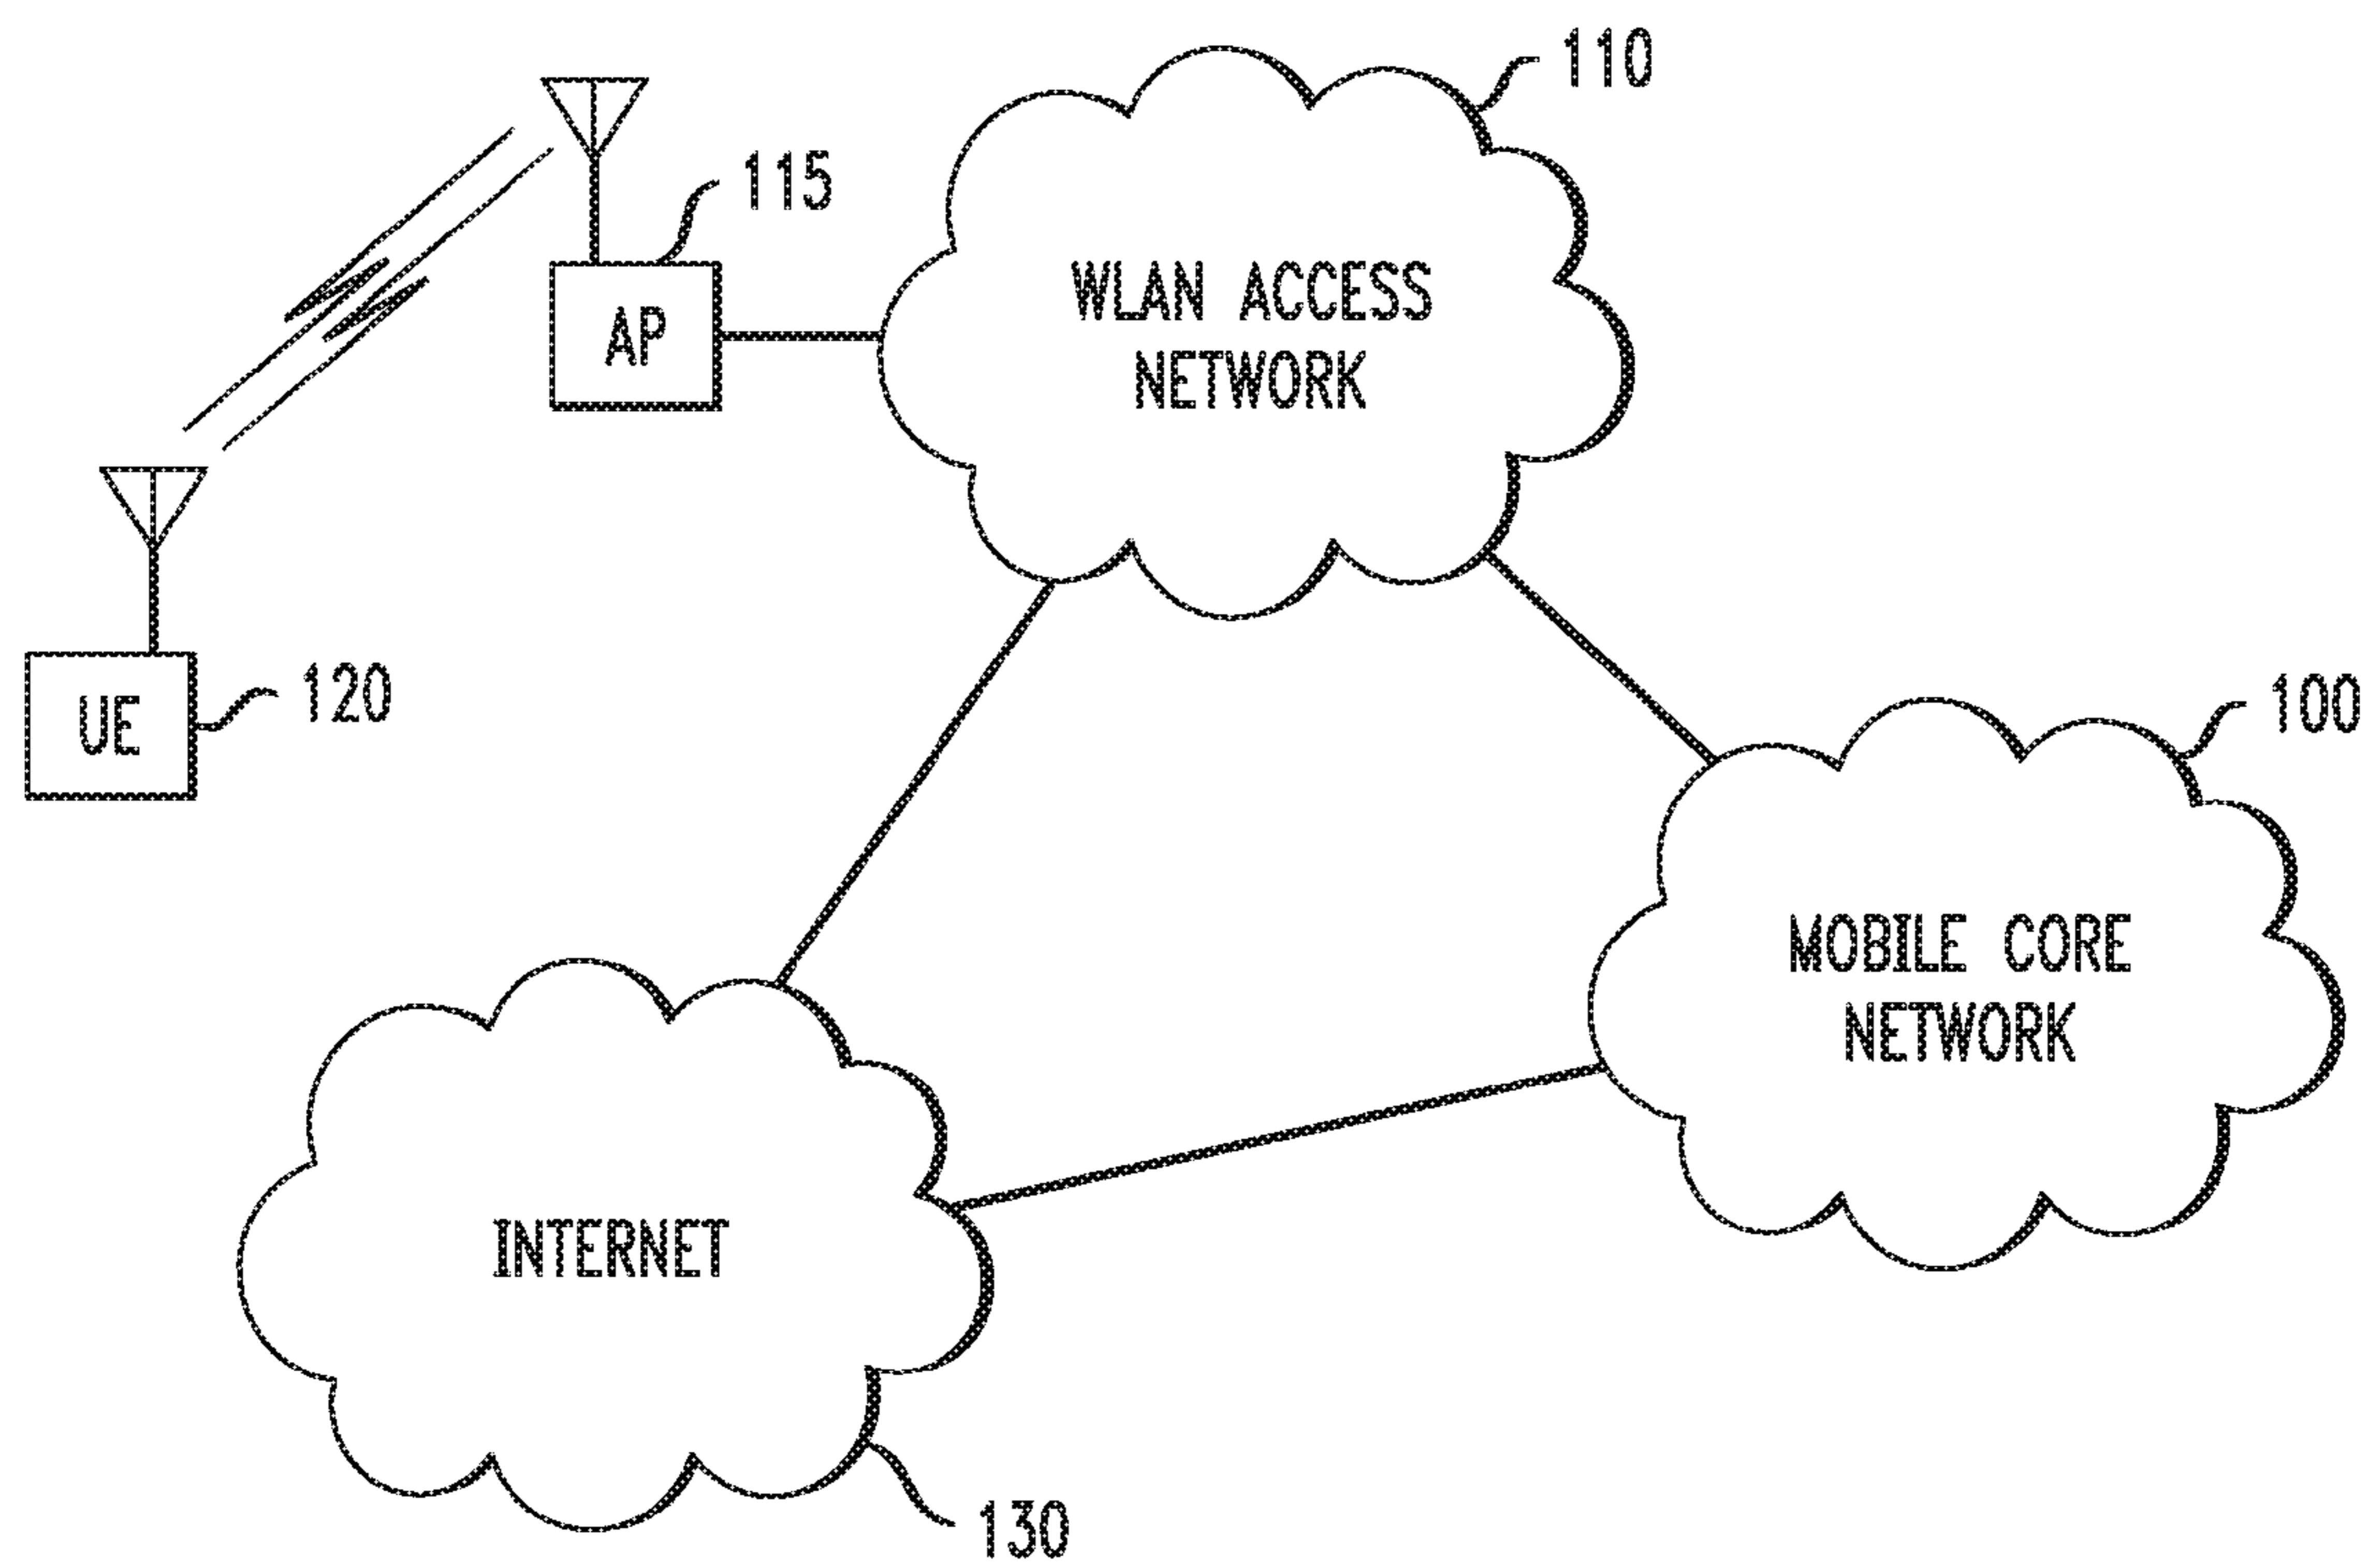 110
115
WLAN ACCESS
NETWORK
AP
120
UE
100
MOBILE CORE
NETWORK
INTERNET
130